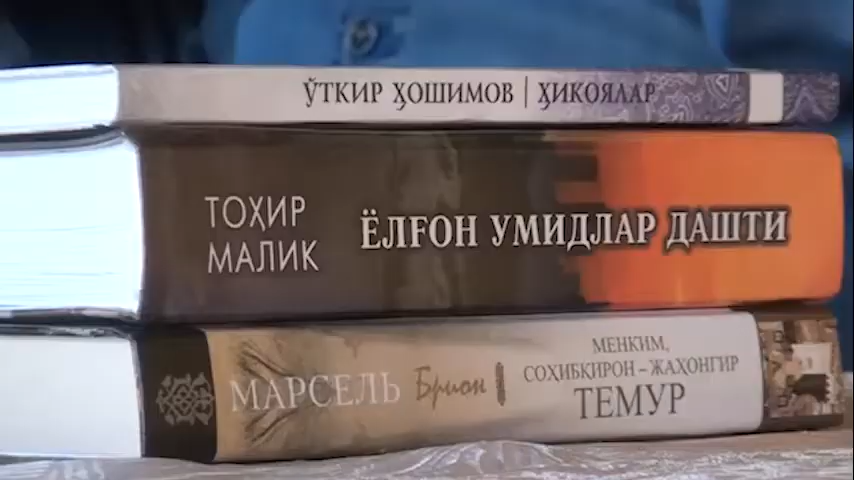 ЎТКИР ҲОШИМОВ | ҲИКОЯЛАР
ТОҲИР
МАЛИК
ЁЛҒОН УМИДЛАР ДАШТИ
МАРСЕЛЬ Брион
МЕНКИМ,
СОҲИБҚИРОН – ЖАҲОНГИР
ТЕМУР